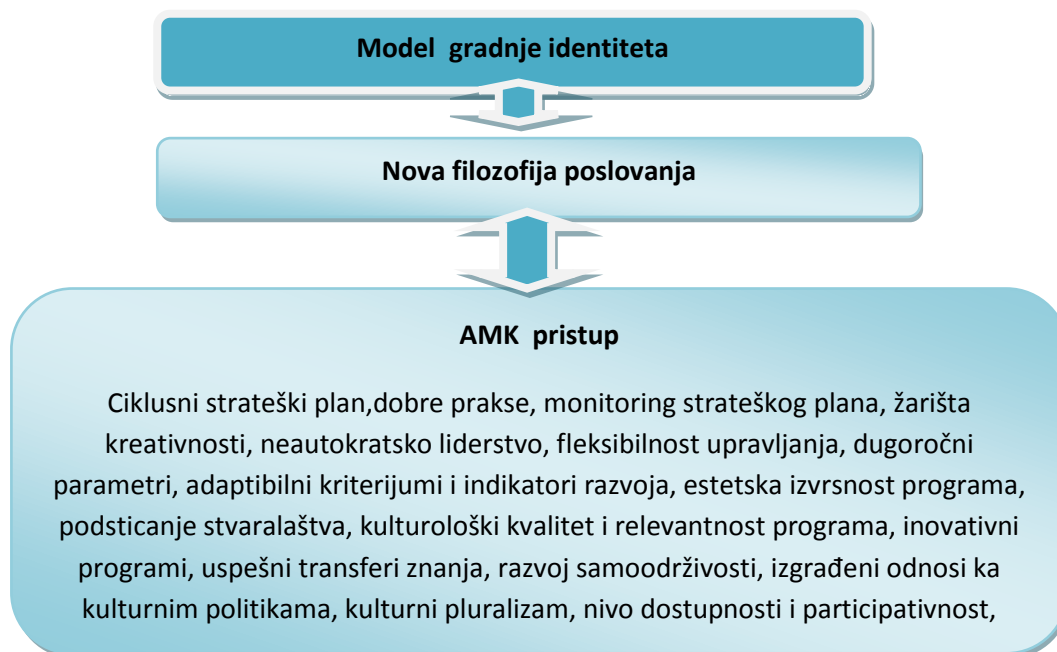 Model  gradnje identiteta
Nova filozofija poslovanja
AMK  pristup
Ciklusni strateški plan,dobre prakse, monitoring strateškog plana, žarišta
kreativnosti, neautokratsko liderstvo, fleksibilnost upravljanja, dugoročni
parametri, adaptibilni kriterijumi i indikatori razvoja, estetska izvrsnost programa,
podsticanje stvaralaštva, kulturološki kvalitet i relevantnost programa, inovativni
programi, uspešni transferi znanja, razvoj samoodrživosti, izgrađeni odnosi ka
kulturnim politikama, kulturni pluralizam, nivo dostupnosti i participativnost,